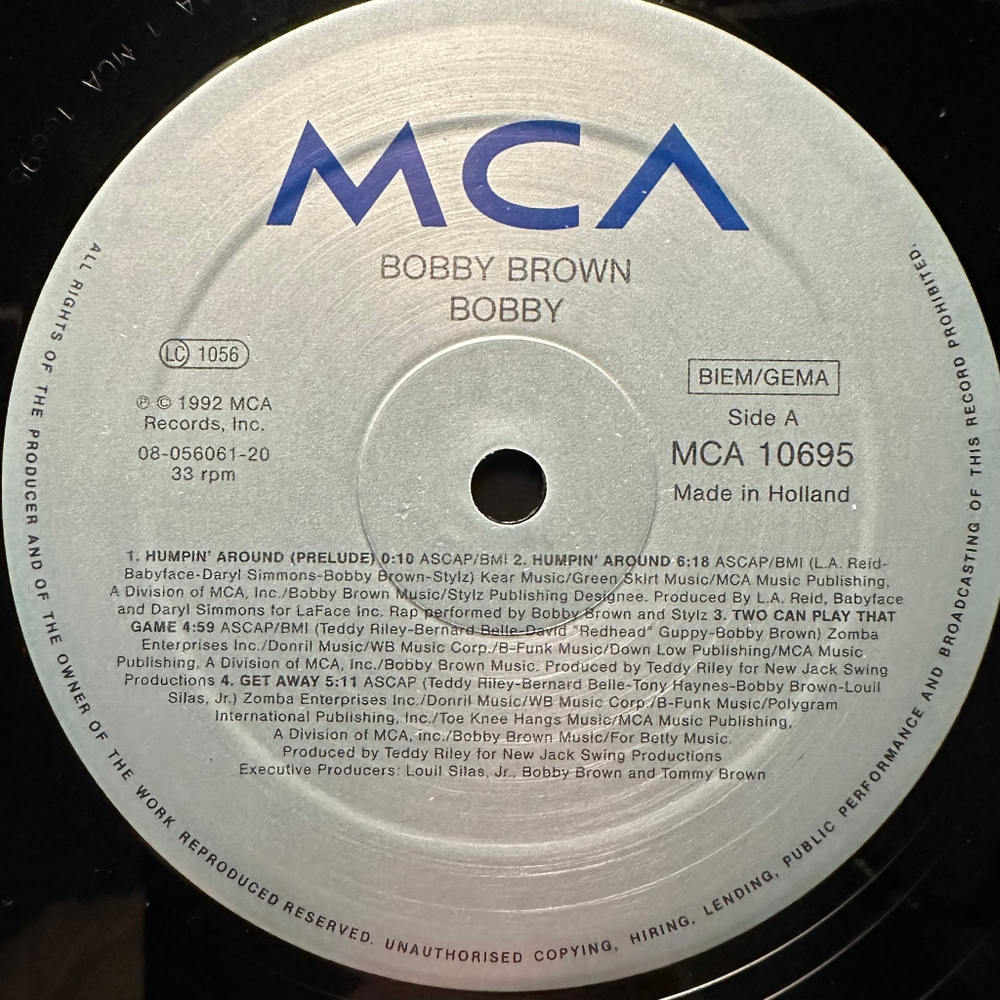 MCA
BOBBY BROWN
BOBBY
LC 1056
℗ © 1992 MCA
Records, Inc.
08-056061-20
33 rpm
BIEM/GEMA
Side A
MCA 10695
Made in Holland
1. HUMPIN' AROUND (PRELUDE) 0:10 ASCAP/BMI 2. HUMPIN' AROUND 6:18 ASCAP/BMI (L.A. Reid-
Babyface-Daryl Simmons-Bobby Brown-Stylz) Kear Music/Green Skirt Music/MCA Music Publishing,
A Division of MCA, Inc./Bobby Brown Music/Stylz Publishing Designee. Produced By L.A. Reid, Babyface
and Daryl Simmons for LaFace Inc. Rap performed by Bobby Brown and Stylz 3. TWO CAN PLAY THAT
GAME 4:59 ASCAP/BMI (Teddy Riley-Bernard Belle-David "Redhead" Guppy-Bobby Brown) Zomba
Enterprises Inc./Donril Music/WB Music Corp./B-Funk Music/Down Low Publishing/MCA Music
Publishing, A Division of MCA, Inc./Bobby Brown Music. Produced by Teddy Riley for New Jack Swing
Productions 4. GET AWAY 5:11 ASCAP (Teddy Riley-Bernard Belle-Tony Haynes-Bobby Brown-Louil
Silas, Jr.) Zomba Enterprises Inc./Donril Music/WB Music Corp./B-Funk Music/Polygram
International Publishing, Inc./Toe Knee Hangs Music/MCA Music Publishing,
A Division of MCA, inc./Bobby Brown Music/For Betty Music.
Produced by Teddy Riley for New Jack Swing Productions
Executive Producers: Louil Silas, Jr., Bobby Brown and Tommy Brown
ALL RIGHTS OF THE PRODUCER AND OF THE OWNER OF THE WORK REPRODUCED RESERVED. UNAUTHORISED COPYING, HIRING, LENDING, PUBLIC PERFORMANCE AND BROADCASTING OF THIS RECORD PROHIBITED.